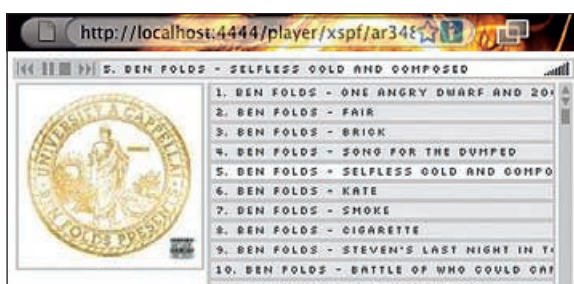 http://localhost:4444/player/xspf/ar348
5. BEN FOLDS - SELFLESS COLD AND COMPOSED
UNIVERSITY A CAPPELLA!
BEN FOLDS PRESENTS
1. BEN FOLDS - ONE ANGRY DWARF AND 20
2. BEN FOLDS - FAIR
3. BEN FOLDS - BRICK
4. BEN FOLDS - SONG FOR THE DUMPED
5. BEN FOLDS - SELFLESS COLD AND COMPO
6. BEN FOLDS - KATE
7. BEN FOLDS - SMOKE
8. BEN FOLDS - CIGARETTE
9. BEN FOLDS - STEVEN'S LAST NIGHT IN T
10. BEN FOLDS - BATTLE OF WHO COULD CAR